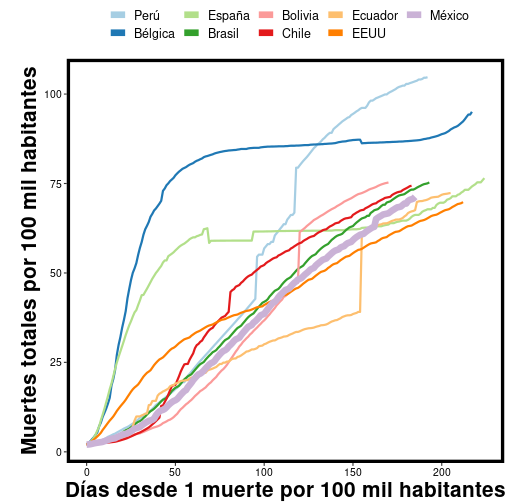 Perú España Bolivia Ecuador México
Bélgica Brasil Chile EEUU
Muertes totales por 100 mil habitantes
100
75
50
25
0
0 50 100 150 200
Días desde 1 muerte por 100 mil habitantes